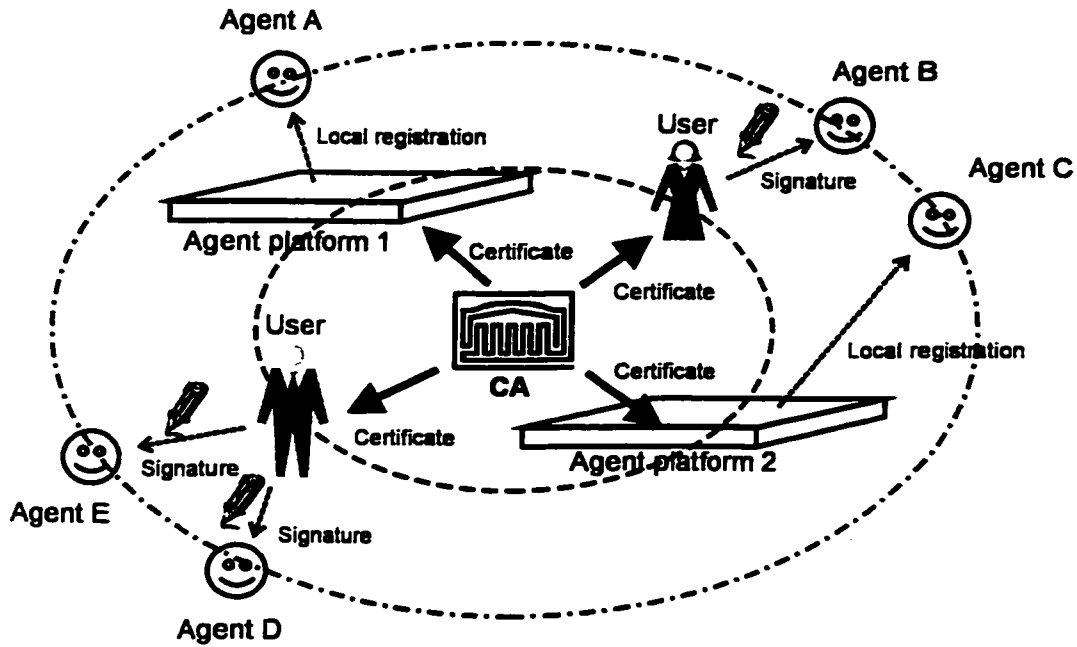 Agent A
Agent B
User
Local registration
Agent C
Signature
Agent platform 1
Certificate
Certificate
User
Local registration
CA
Certificate
Certificate
Agent platform 2
Signature
Agent E
Signature
Agent D